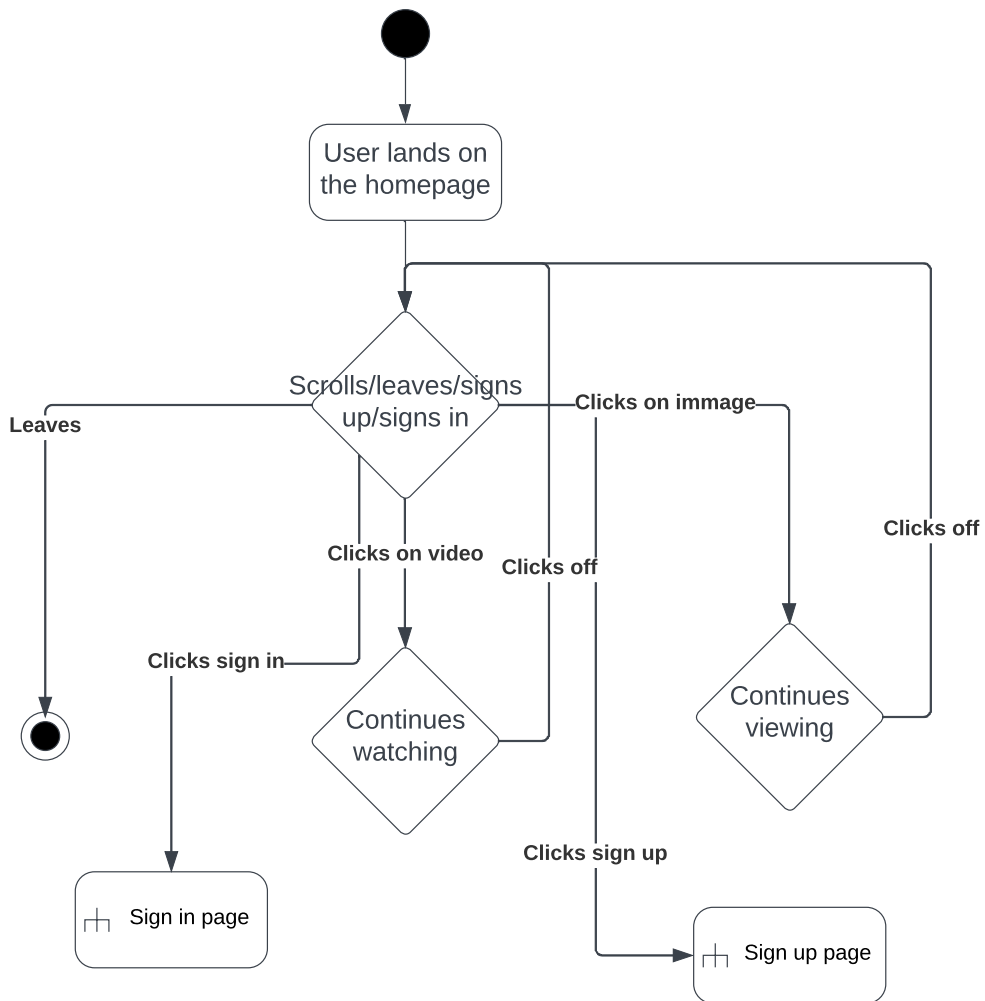 User lands on
the homepage
Scrolls/leaves/signs
up/signs in
Clicks on immage
Leaves
Clicks off
Clicks on video
Clicks off
Clicks sign in
Continues
viewing
Continues
watching
Clicks sign up
Sign in page
Sign up page